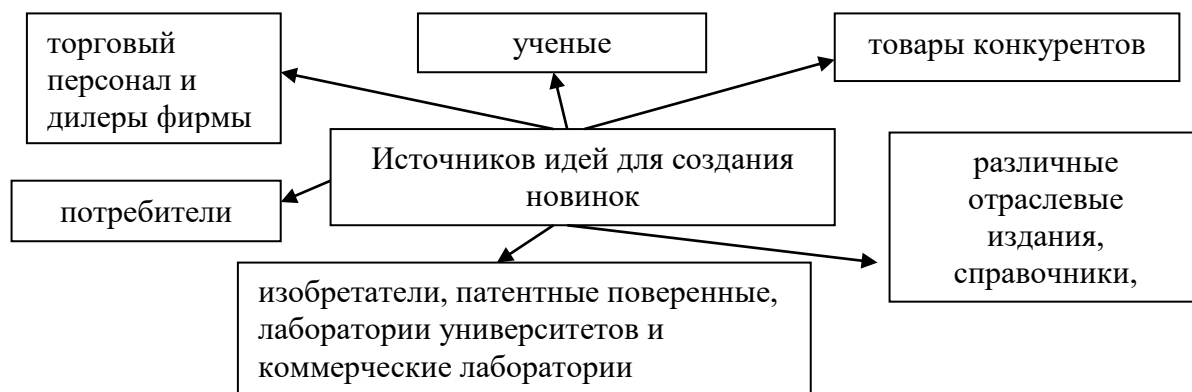 торговый
персонал и
дилеры фирмы
ученые
товары конкурентов
Источников идей для создания
новинок
потребители
различные
отраслевые
издания,
справочники,
изобретатели, патентные поверенные,
лаборатории университетов и
коммерческие лаборатории